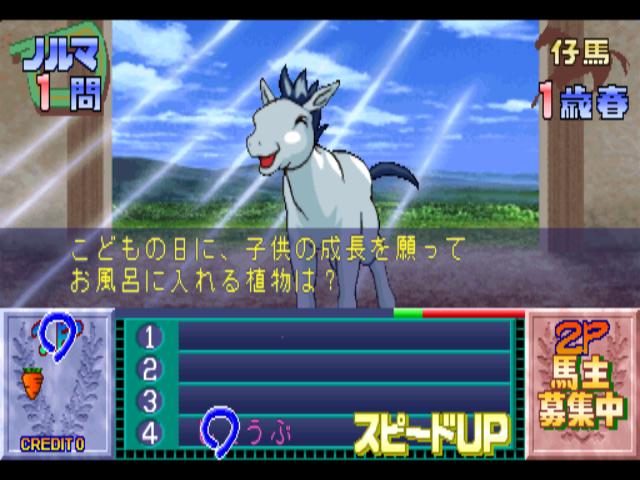 ノルマ
1問
仔馬
1歳春
こどもの日に、子供の成長を願って
お風呂に入れる植物は?
1
2
3
4 うぶ
スピードUP
CREDIT 0
2P
馬主
募集中